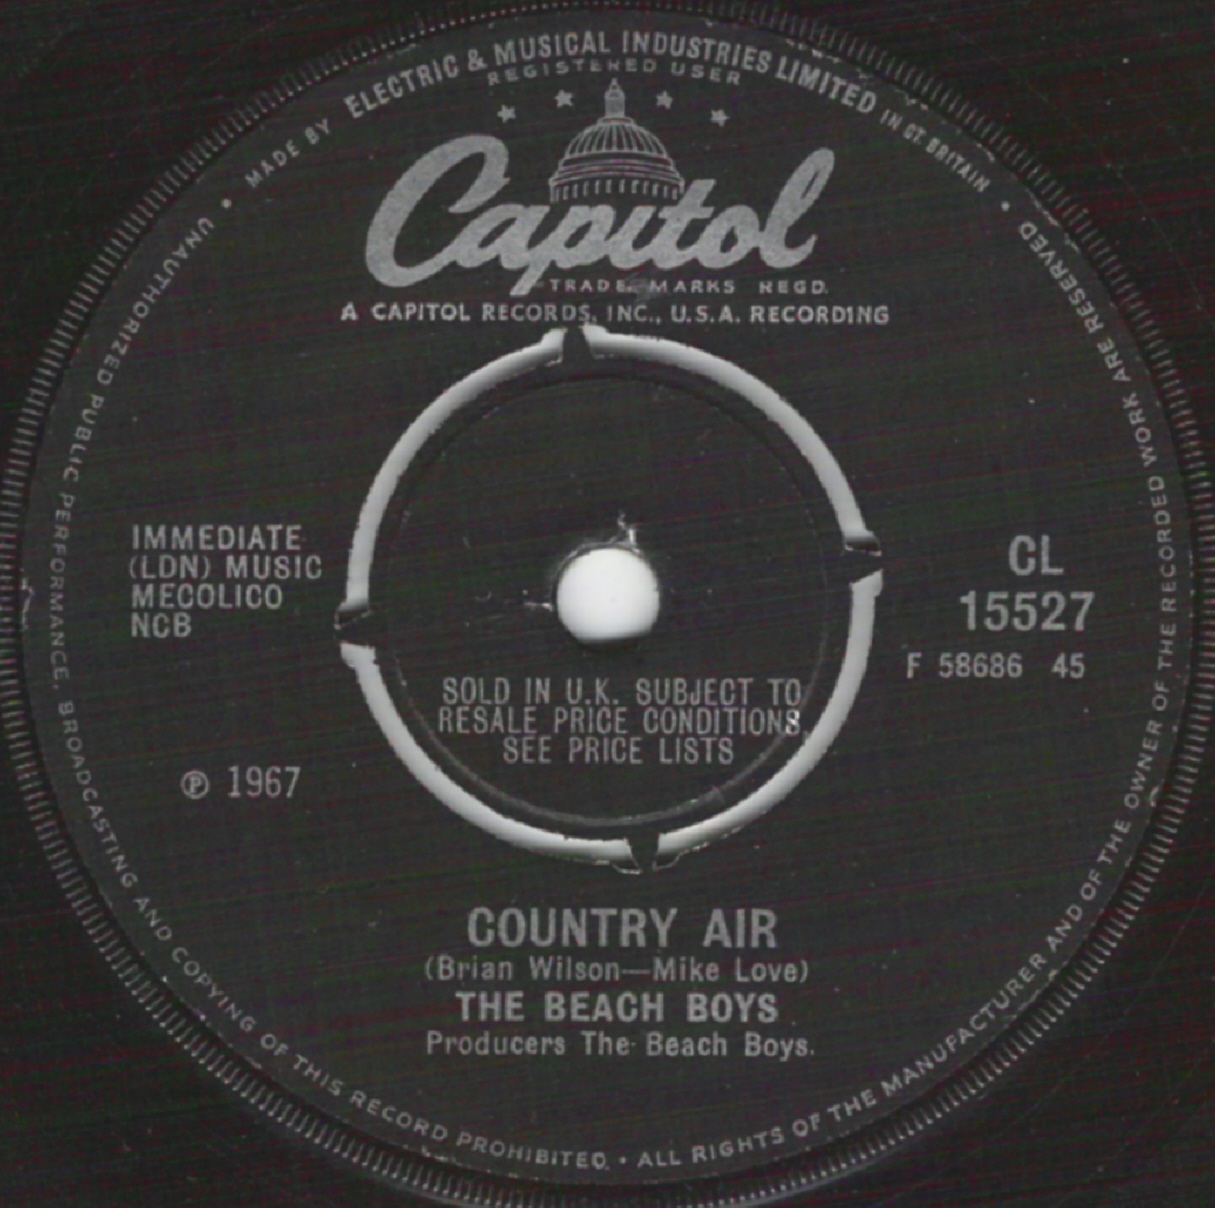 MADE BY ELECTRIC & MUSICAL INDUSTRIES LIMITED IN GT. BRITAIN
REGISTERED USER
Capitol
TRADE MARKS REGD.
A CAPITOL RECORDS, INC., U.S.A. RECORDING
IMMEDIATE
(LDN) MUSIC
MECOLICO
NCB
CL
15527
F 58686 45
SOLD IN U.K. SUBJECT TO
RESALE PRICE CONDITIONS,
SEE PRICE LISTS
℗ 1967
COUNTRY AIR
(Brian Wilson—Mike Love)
THE BEACH BOYS
Producers The Beach Boys.
UNAUTHORIZED PUBLIC PERFORMANCE, BROADCASTING AND COPYING OF THIS RECORD PROHIBITED. • ALL RIGHTS OF THE MANUFACTURER AND OF THE OWNER OF THE RECORDED WORK ARE RESERVED •